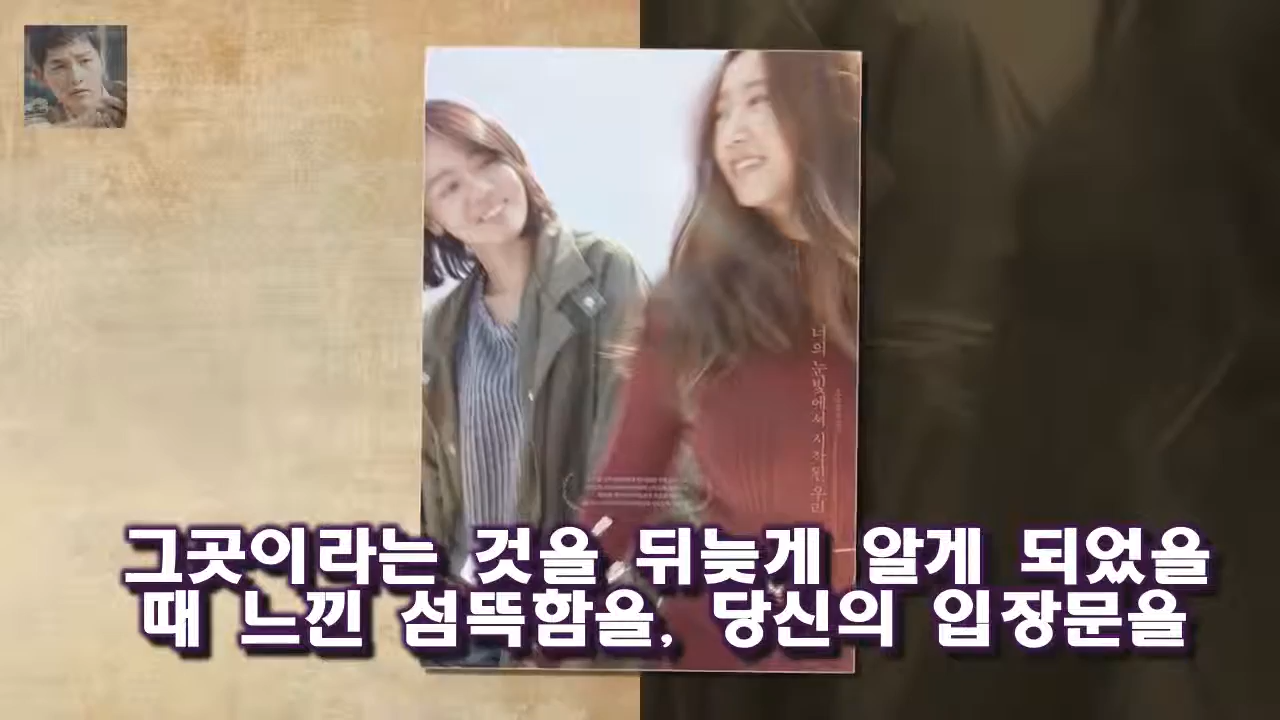 너의 눈빛에서 시작된 우리
그곳이라는 것을 뒤늦게 알게 되었을
때 느낀 섬뜩함을, 당신의 입장문을